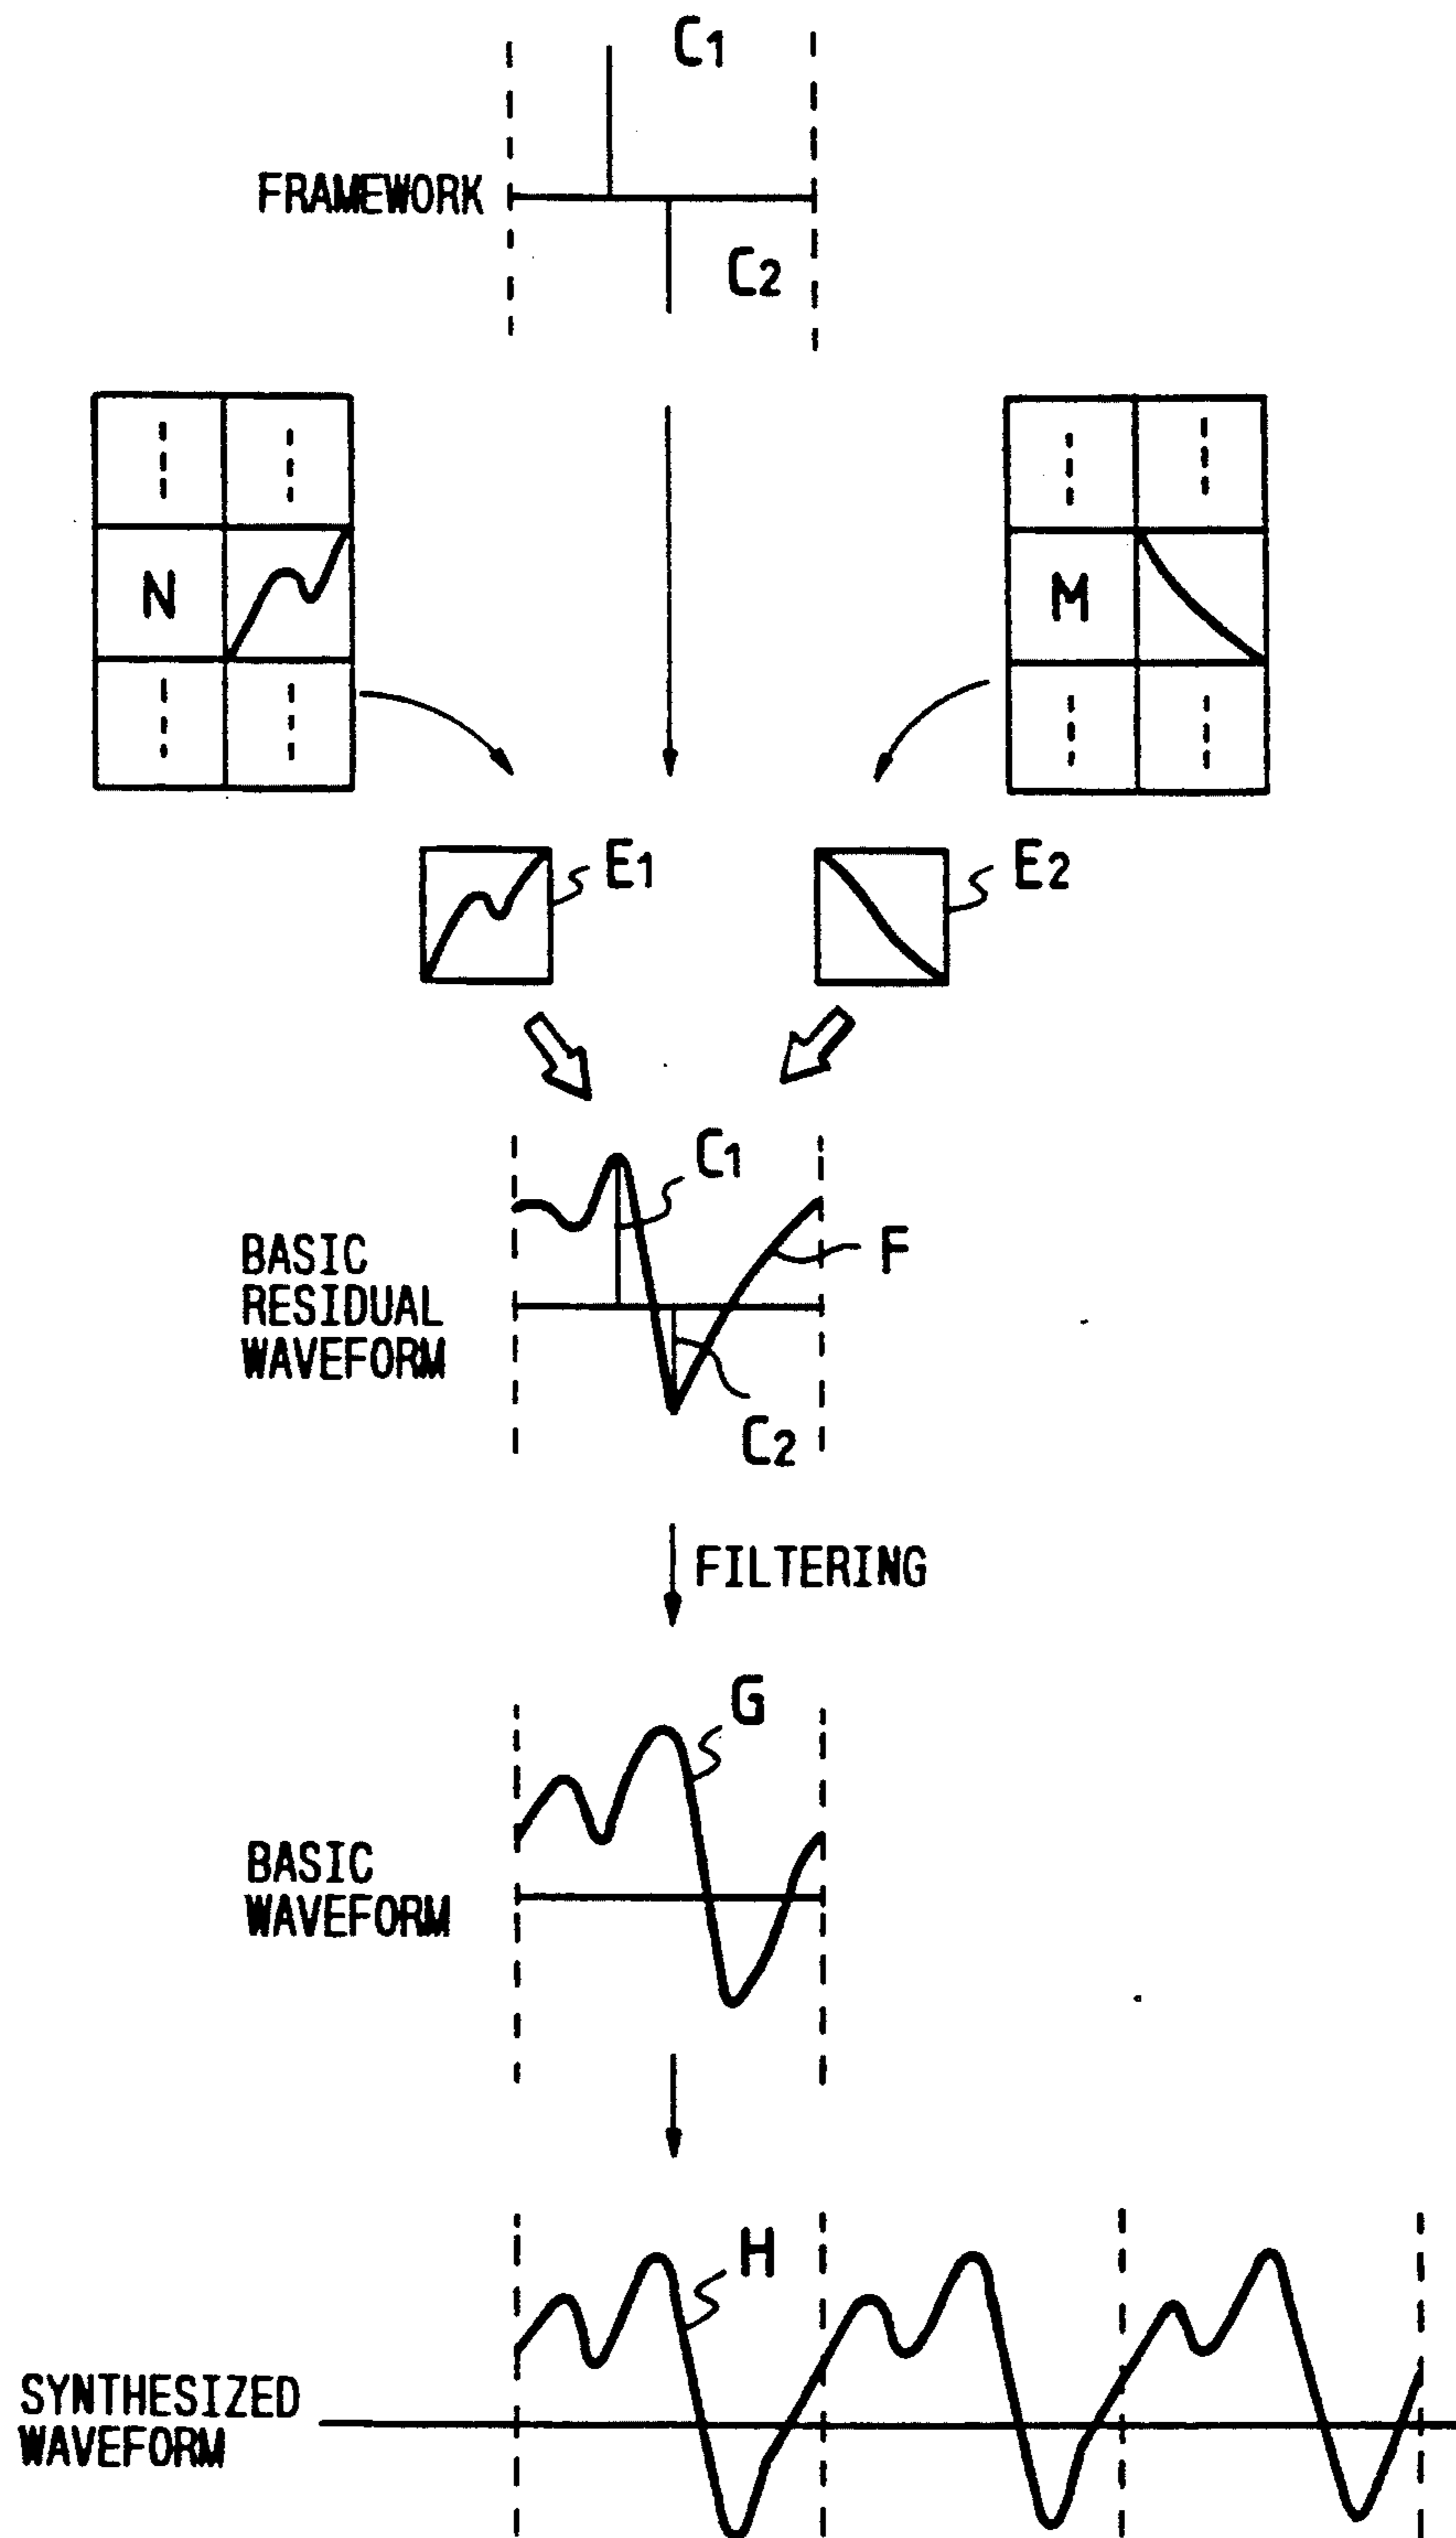 C1
FRAMEWORK
C2
N
M
E1
E2
C1
F
BASIC
RESIDUAL
WAVEFORM
C2
FILTERING
G
BASIC
WAVEFORM
H
SYNTHESIZED
WAVEFORM